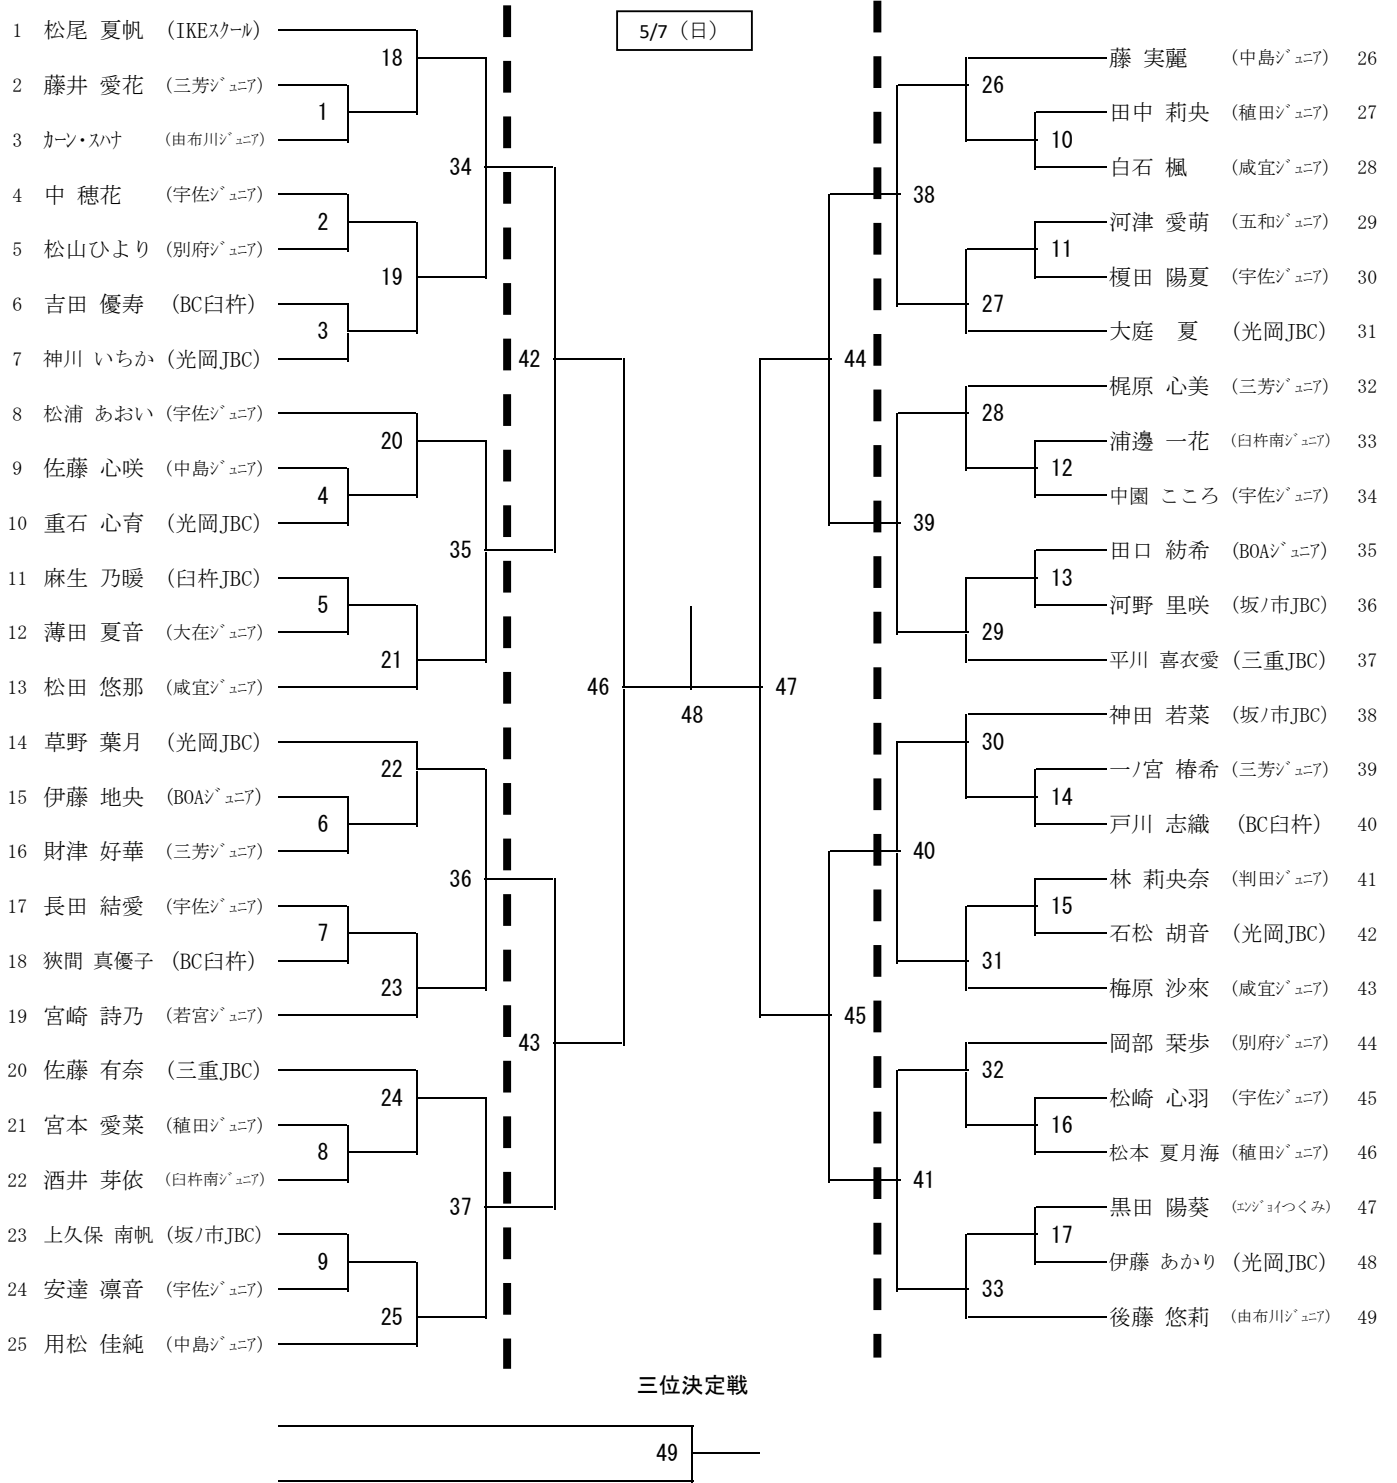 5/7（日）
1 松尾 夏帆 (IKEｽｸｰﾙ)
2 藤井 愛花 (三芳ｼﾞｭﾆｱ)
3 ｶｰﾝ・ｽﾊﾅ (由布川ｼﾞｭﾆｱ)
4 中 穂花 (宇佐ｼﾞｭﾆｱ)
5 松山ひより (別府ｼﾞｭﾆｱ)
6 吉田 優寿 (BC臼杵)
7 神川 いちか (光岡JBC)
8 松浦 あおい (宇佐ｼﾞｭﾆｱ)
9 佐藤 心咲 (中島ｼﾞｭﾆｱ)
10 重石 心育 (光岡JBC)
11 麻生 乃暖 (臼杵JBC)
12 薄田 夏音 (大在ｼﾞｭﾆｱ)
13 松田 悠那 (咸宜ｼﾞｭﾆｱ)
14 草野 葉月 (光岡JBC)
15 伊藤 地央 (BOAｼﾞｭﾆｱ)
16 財津 好華 (三芳ｼﾞｭﾆｱ)
17 長田 結愛 (宇佐ｼﾞｭﾆｱ)
18 狹間 真優子 (BC臼杵)
19 宮崎 詩乃 (若宮ｼﾞｭﾆｱ)
20 佐藤 有奈 (三重JBC)
21 宮本 愛菜 (稙田ｼﾞｭﾆｱ)
22 酒井 芽依 (臼杵南ｼﾞｭﾆｱ)
23 上久保 南帆 (坂ﾉ市JBC)
24 安達 凛音 (宇佐ｼﾞｭﾆｱ)
25 用松 佳純 (中島ｼﾞｭﾆｱ)
1
2
3
4
5
6
7
8
9
18
19
20
21
22
23
24
25
34
35
36
37
42
43
46
48
47
44
45
38
39
40
41
26
27
28
29
30
31
32
33
10
11
12
13
14
15
16
17
藤 実麗 (中島ｼﾞｭﾆｱ) 26
田中 莉央 (稙田ｼﾞｭﾆｱ) 27
白石 楓 (咸宜ｼﾞｭﾆｱ) 28
河津 愛萌 (五和ｼﾞｭﾆｱ) 29
榎田 陽夏 (宇佐ｼﾞｭﾆｱ) 30
大庭 夏 (光岡JBC) 31
梶原 心美 (三芳ｼﾞｭﾆｱ) 32
浦邊 一花 (臼杵南ｼﾞｭﾆｱ) 33
中園 こころ (宇佐ｼﾞｭﾆｱ) 34
田口 紡希 (BOAｼﾞｭﾆｱ) 35
河野 里咲 (坂ﾉ市JBC) 36
平川 喜衣愛 (三重JBC) 37
神田 若菜 (坂ﾉ市JBC) 38
一ﾉ宮 椿希 (三芳ｼﾞｭﾆｱ) 39
戸川 志織 (BC臼杵) 40
林 莉央奈 (判田ｼﾞｭﾆｱ) 41
石松 胡音 (光岡JBC) 42
梅原 沙來 (咸宜ｼﾞｭﾆｱ) 43
岡部 栞歩 (別府ｼﾞｭﾆｱ) 44
松崎 心羽 (宇佐ｼﾞｭﾆｱ) 45
松本 夏月海 (稙田ｼﾞｭﾆｱ) 46
黒田 陽葵 (ｴﾝｼﾞｮｲつくみ) 47
伊藤 あかり (光岡JBC) 48
後藤 悠莉 (由布川ｼﾞｭﾆｱ) 49
三位決定戦
49